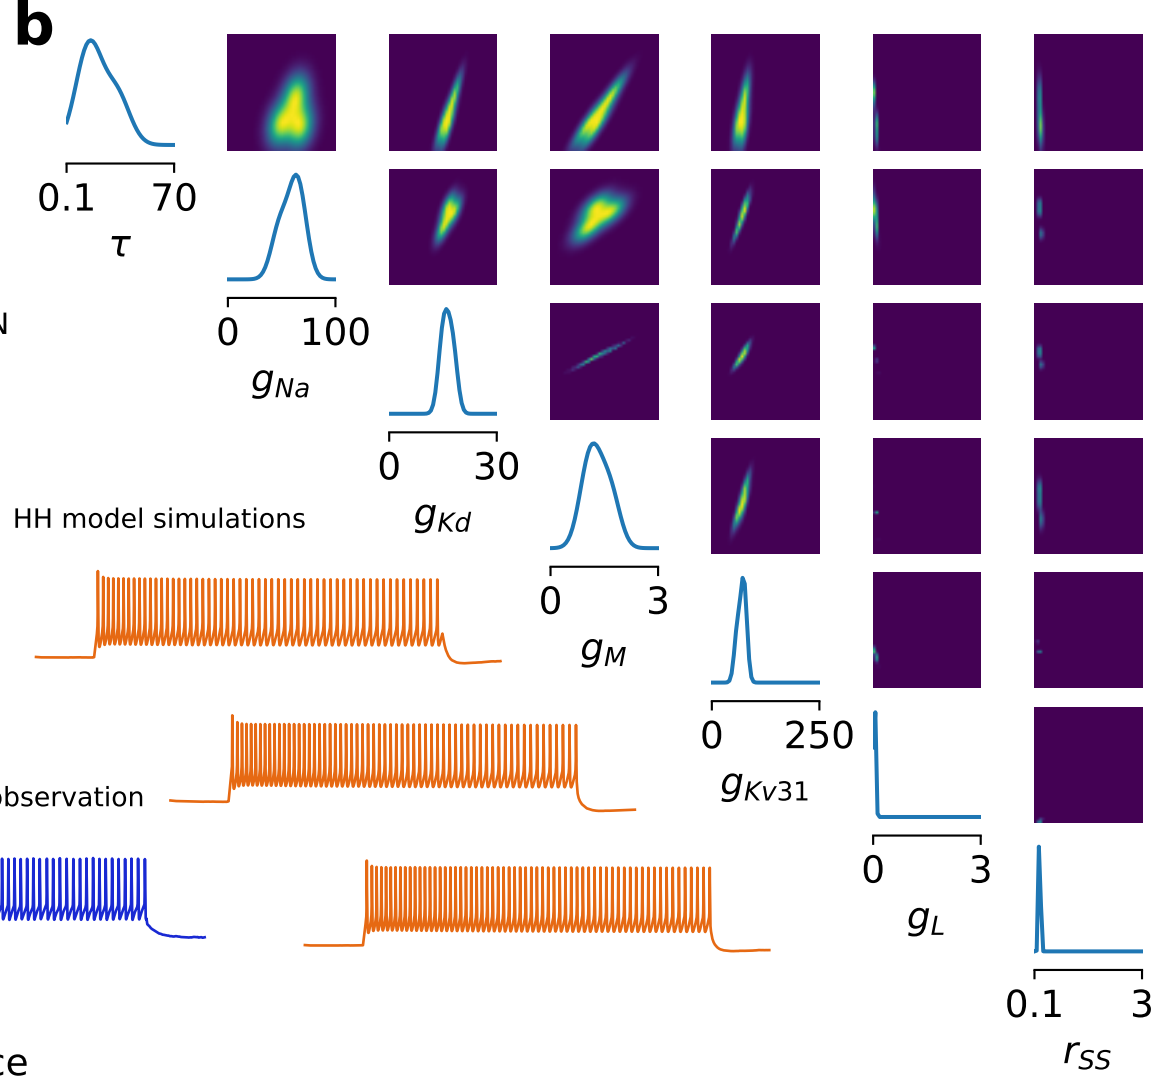 b
0.1 70
τ
0 100
g_Na
0 30
g_Kd
HH model simulations
0 3
g_M
0 250
g_Kv31
observation
0 3
g_L
0.1 3
r_SS